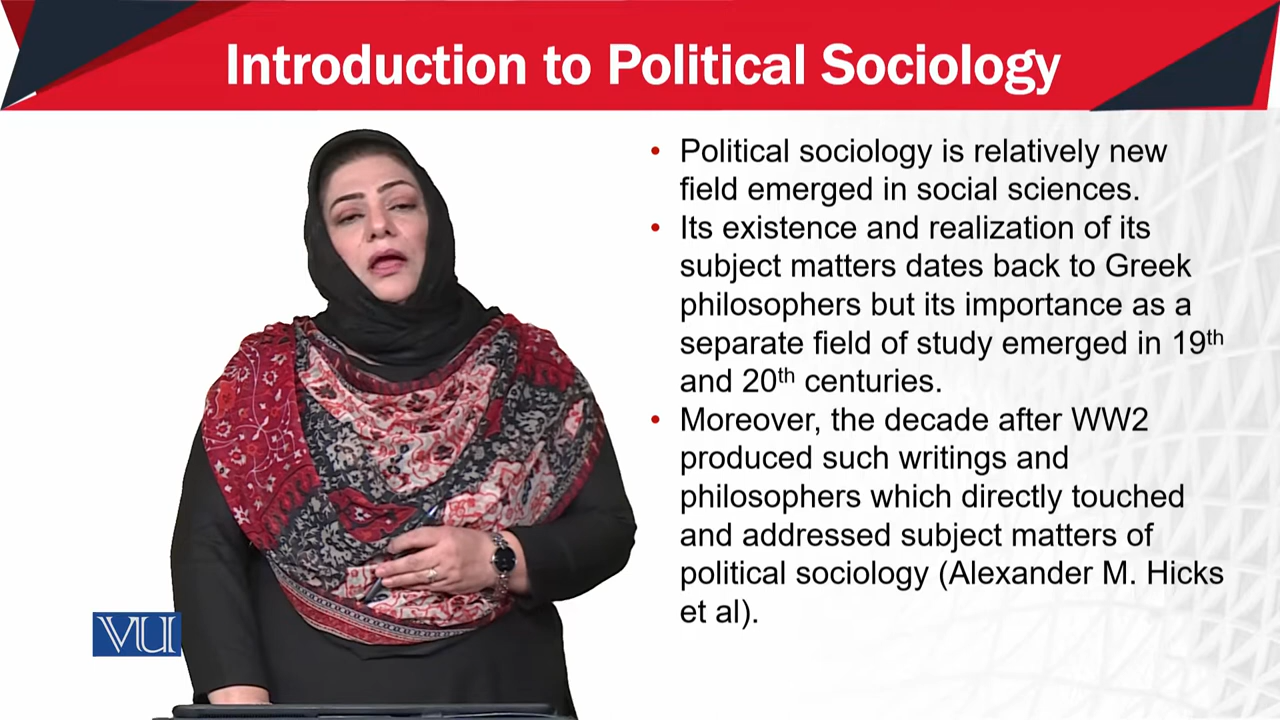 Introduction to Political Sociology
• Political sociology is relatively new
field emerged in social sciences.
• Its existence and realization of its
subject matters dates back to Greek
philosophers but its importance as a
separate field of study emerged in 19th
and 20th centuries.
• Moreover, the decade after WW2
produced such writings and
philosophers which directly touched
and addressed subject matters of
political sociology (Alexander M. Hicks
et al).
VU